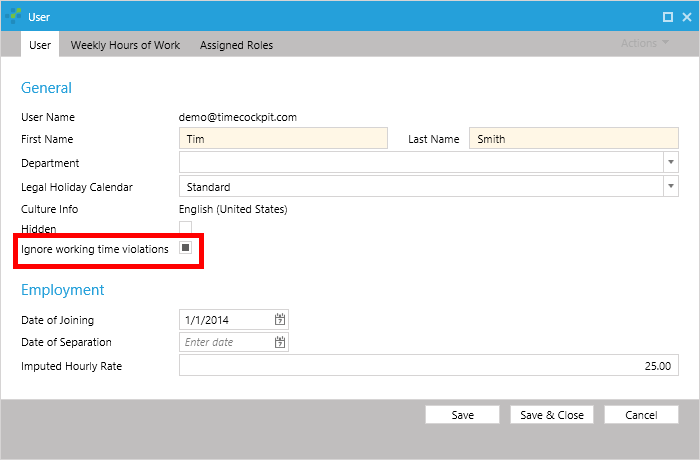 User
User Weekly Hours of Work Assigned Roles Actions
General
User Name demo@timecockpit.com
First Name Tim Last Name Smith
Department
Legal Holiday Calendar Standard
Culture Info English (United States)
Hidden
Ignore working time violations
Employment
Date of Joining 1/1/2014
Date of Separation Enter date
Imputed Hourly Rate 25.00
Save Save & Close Cancel